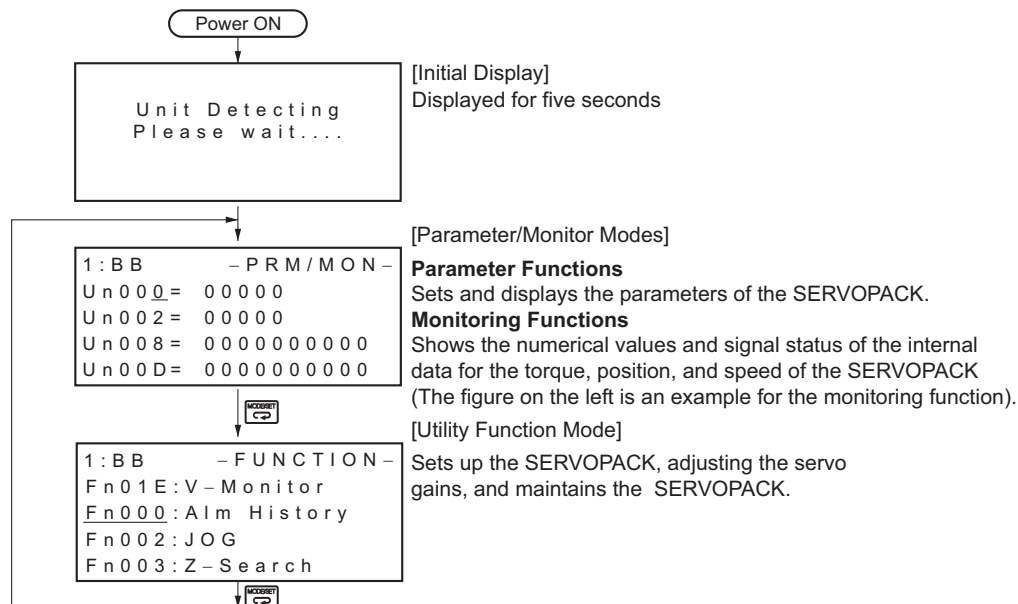 Power ON
[Initial Display]
Displayed for five seconds
Unit Detecting
Please wait....
[Parameter/Monitor Modes]
1:BB –PRM/MON–
Un000= 00000
Un002= 00000
Un008= 0000000000
Un00D= 0000000000
Parameter Functions
Sets and displays the parameters of the SERVOPACK.
Monitoring Functions
Shows the numerical values and signal status of the internal
data for the torque, position, and speed of the SERVOPACK
(The figure on the left is an example for the monitoring function).
MODE/SET
[Utility Function Mode]
1:BB –FUNCTION–
Fn01E:V–Monitor
Fn000:Alm History
Fn002:JOG
Fn003:Z–Search
Sets up the SERVOPACK, adjusting the servo
gains, and maintains the SERVOPACK.
MODE/SET